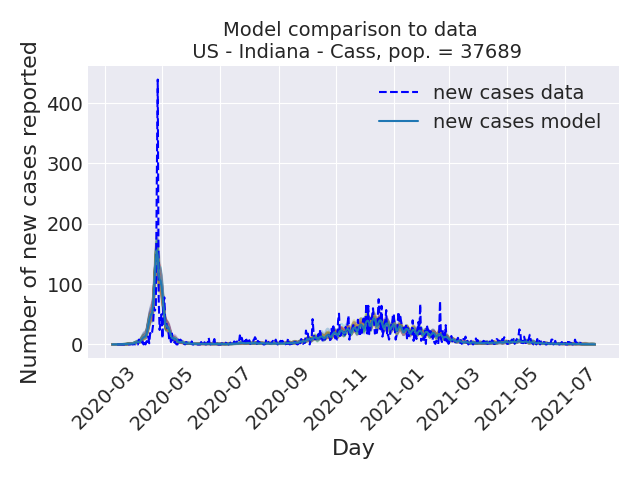 Model comparison to data
US - Indiana - Cass, pop. = 37689
Number of new cases reported
400
300
200
100
0
new cases data
new cases model
2020-03
2020-05
2020-07
2020-09
2020-11
2021-01
2021-03
2021-05
2021-07
Day